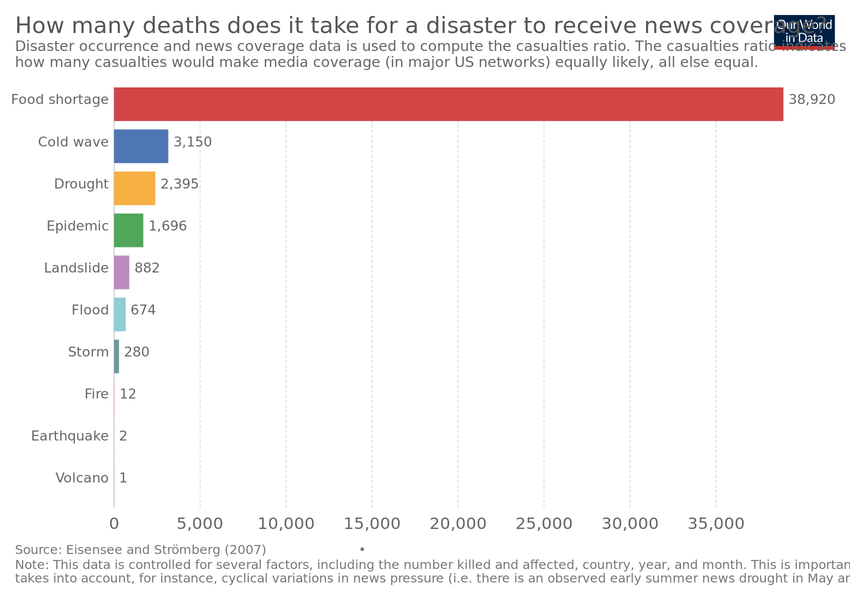 How many deaths does it take for a disaster to receive news coverage?
Our World
in Data
Disaster occurrence and news coverage data is used to compute the casualties ratio. The casualties ratio indicates
how many casualties would make media coverage (in major US networks) equally likely, all else equal.
Food shortage 38,920
Cold wave 3,150
Drought 2,395
Epidemic 1,696
Landslide 882
Flood 674
Storm 280
Fire 12
Earthquake 2
Volcano 1
0 5,000 10,000 15,000 20,000 25,000 30,000 35,000
Source: Eisensee and Strömberg (2007) •
Note: This data is controlled for several factors, including the number killed and affected, country, year, and month. This is importan
takes into account, for instance, cyclical variations in news pressure (i.e. there is an observed early summer news drought in May ar